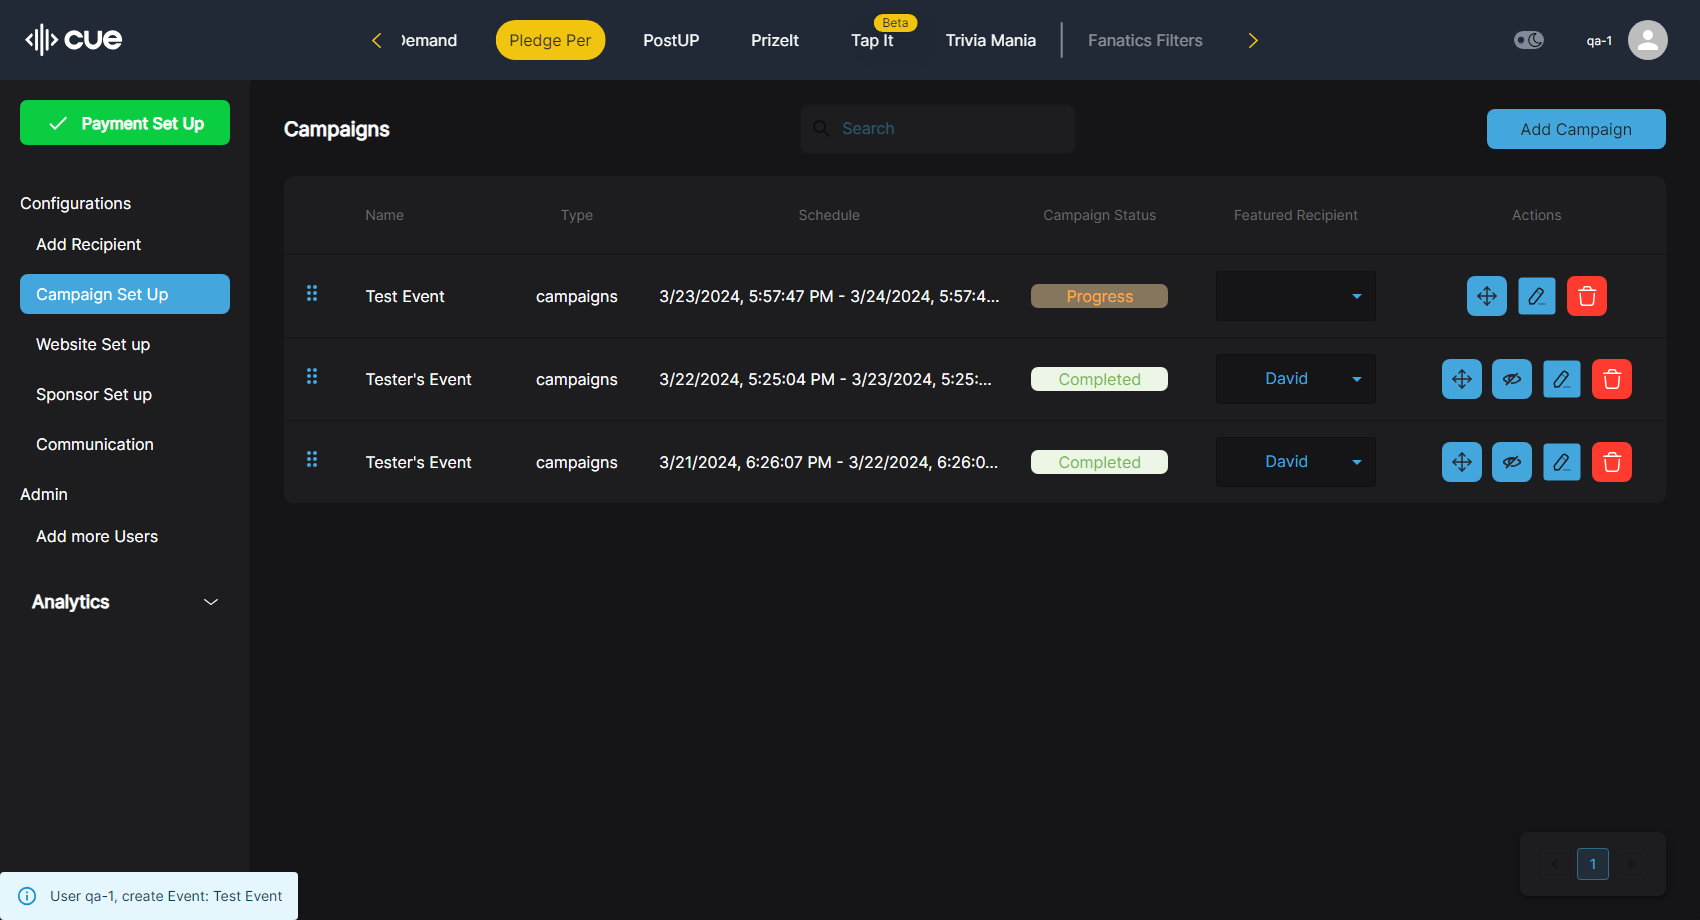 cue
Demand
Pledge Per
PostUP
PrizeIt
Tap It
Beta
Trivia Mania
Fanatics Filters
qa-1
Payment Set Up
Configurations
Add Recipient
Campaign Set Up
Website Set up
Sponsor Set up
Communication
Admin
Add more Users
Analytics
Campaigns
Search
Add Campaign
Name Type Schedule Campaign Status Featured Recipient Actions
Test Event campaigns 3/23/2024, 5:57:47 PM - 3/24/2024, 5:57:4... Progress
Tester's Event campaigns 3/22/2024, 5:25:04 PM - 3/23/2024, 5:25:... Completed David
Tester's Event campaigns 3/21/2024, 6:26:07 PM - 3/22/2024, 6:26:0... Completed David
1
User qa-1, create Event: Test Event